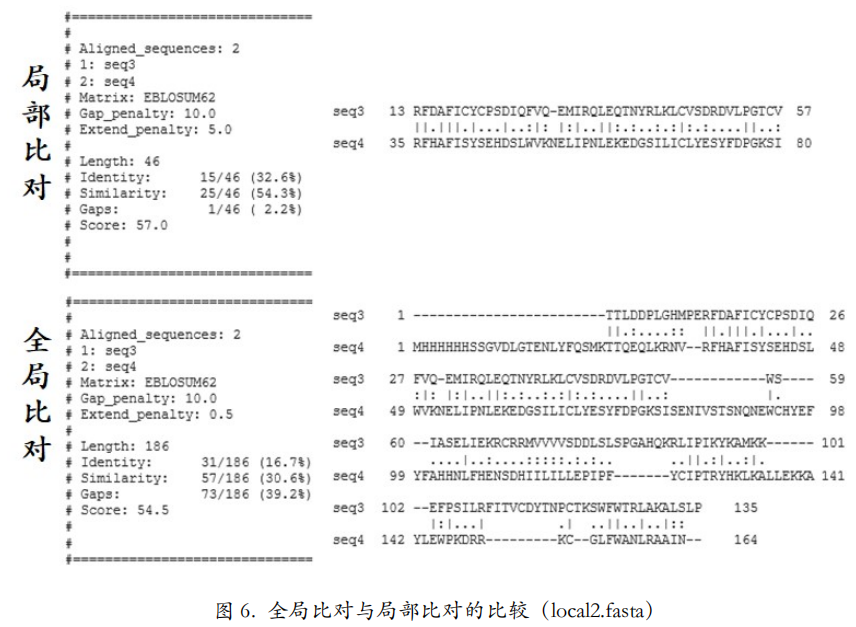 局部比对
#===============================
#
# Aligned_sequences: 2
# 1: seq3
# 2: seq4
# Matrix: EBLOSUM62
# Gap_penalty: 10.0
# Extend_penalty: 5.0
#
# Length: 46
# Identity: 15/46 (32.6%)
# Similarity: 25/46 (54.3%)
# Gaps: 1/46 ( 2.2%)
# Score: 57.0
#
#
#===============================
seq3 13 RFDAFICYCPSDIQFVQ-EMIRQLEQTNYRLKLCVSDRDVLPGTCV 57
||.|||.|...|..:|: |:|..||:.:..:.:|:.:....||..:
seq4 35 RFHAFISYSEHDSLWVKNELIPNLEKEDGSILICLYESYFDPGKSI 80
全局比对
#===============================
#
# Aligned_sequences: 2
# 1: seq3
# 2: seq4
# Matrix: EBLOSUM62
# Gap_penalty: 10.0
# Extend_penalty: 0.5
#
# Length: 186
# Identity: 31/186 (16.7%)
# Similarity: 57/186 (30.6%)
# Gaps: 73/186 (39.2%)
# Score: 54.5
#
#
#===============================
seq3 1 ------------------------TTLDDPLGHMPERFDAFICYCPSDIQ 26
||.:....:: ||.|||.|...|..
seq4 1 MHHHHHHSSGVDLGTENLYFQSMKTTQEQLKRNV--RFHAFISYSEHDSL 48
seq3 27 FVQ-EMIRQLEQTNYRLKLCVSDRDVLPGTCV------------WS---- 59
:|: |:|..||:.:..:.:|:.:....||..: |.
seq4 49 WVKNELIPNLEKEDGSILICLYESYFDPGKSISENIVSTSNQNEWCHYEF 98
seq3 60 --IASELIEKRCRRMVVVVSDDLSLSPGAHQKRLIPIKYKAMKK------ 101
....|..:....:::::.:.:.. ..||:.|.|.
seq4 99 YFAHHNLFHENSDHIILILLEPIPF-------YCIPTRYHKLKALLEKKA 141
seq3 102 --EFPSILRFITVCDYTNPCTKSWFWTRLAKALSLP 135
|:|...| .| ..||..|..|::
seq4 142 YLEWPKDRR---------KC--GLFWANLRAAIN-- 164
图 6. 全局比对与局部比对的比较（local2.fasta）